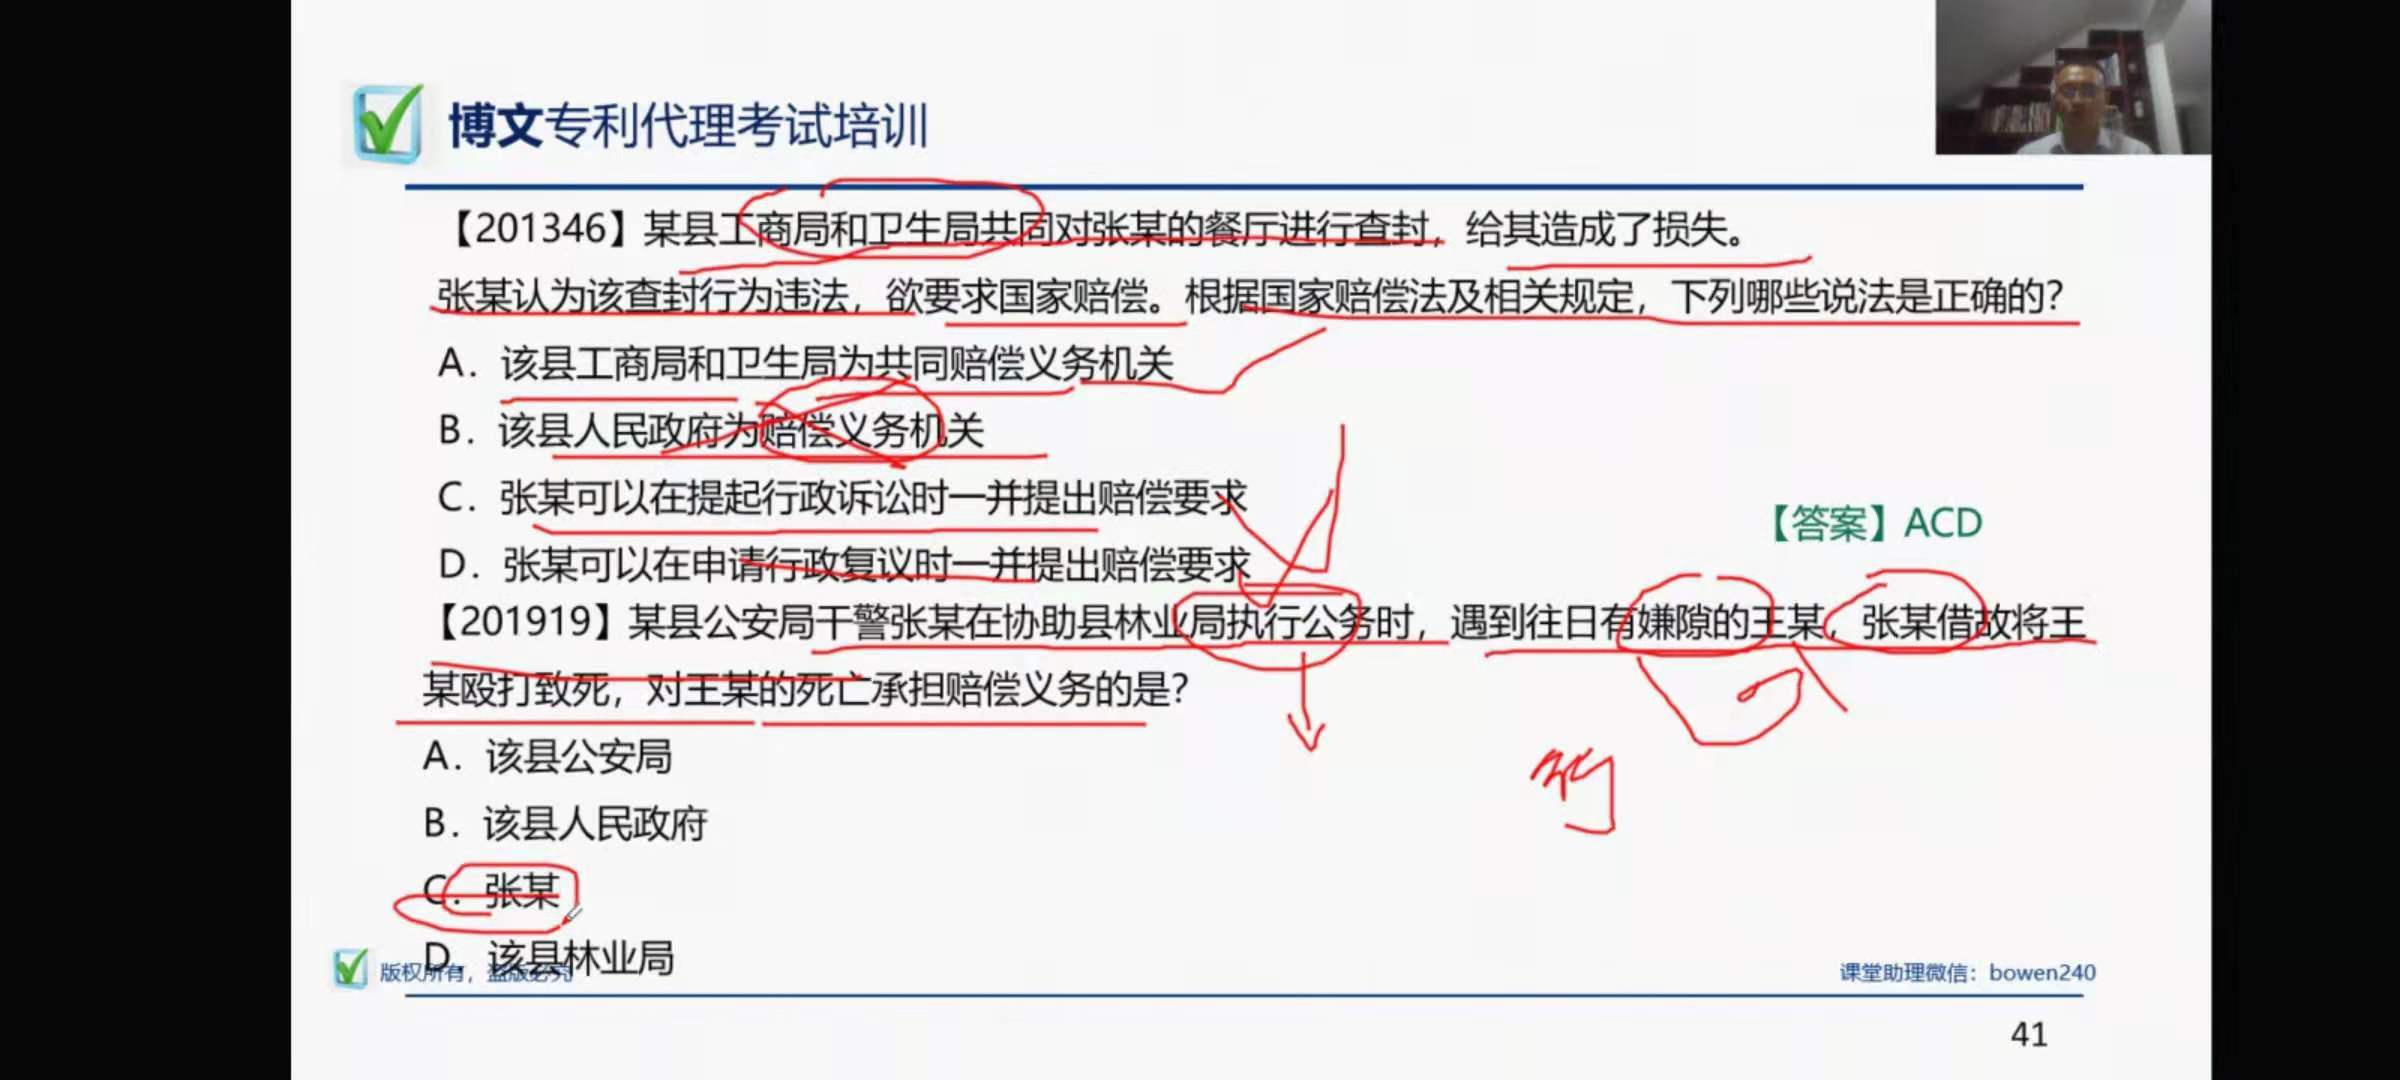 博文专利代理考试培训
【201346】某县工商局和卫生局共同对张某的餐厅进行查封，给其造成了损失。
张某认为该查封行为违法，欲要求国家赔偿。根据国家赔偿法及相关规定，下列哪些说法是正确的？
A．该县工商局和卫生局为共同赔偿义务机关
B．该县人民政府为赔偿义务机关
C．张某可以在提起行政诉讼时一并提出赔偿要求
【答案】ACD
D．张某可以在申请行政复议时一并提出赔偿要求
【201919】某县公安局干警张某在协助县林业局执行公务时，遇到往日有嫌隙的王某，张某借故将王
某殴打致死，对王某的死亡承担赔偿义务的是？
A．该县公安局
B．该县人民政府
C．张某
D．该县林业局
版权所有，盗版必究
课堂助理微信：bowen240
41